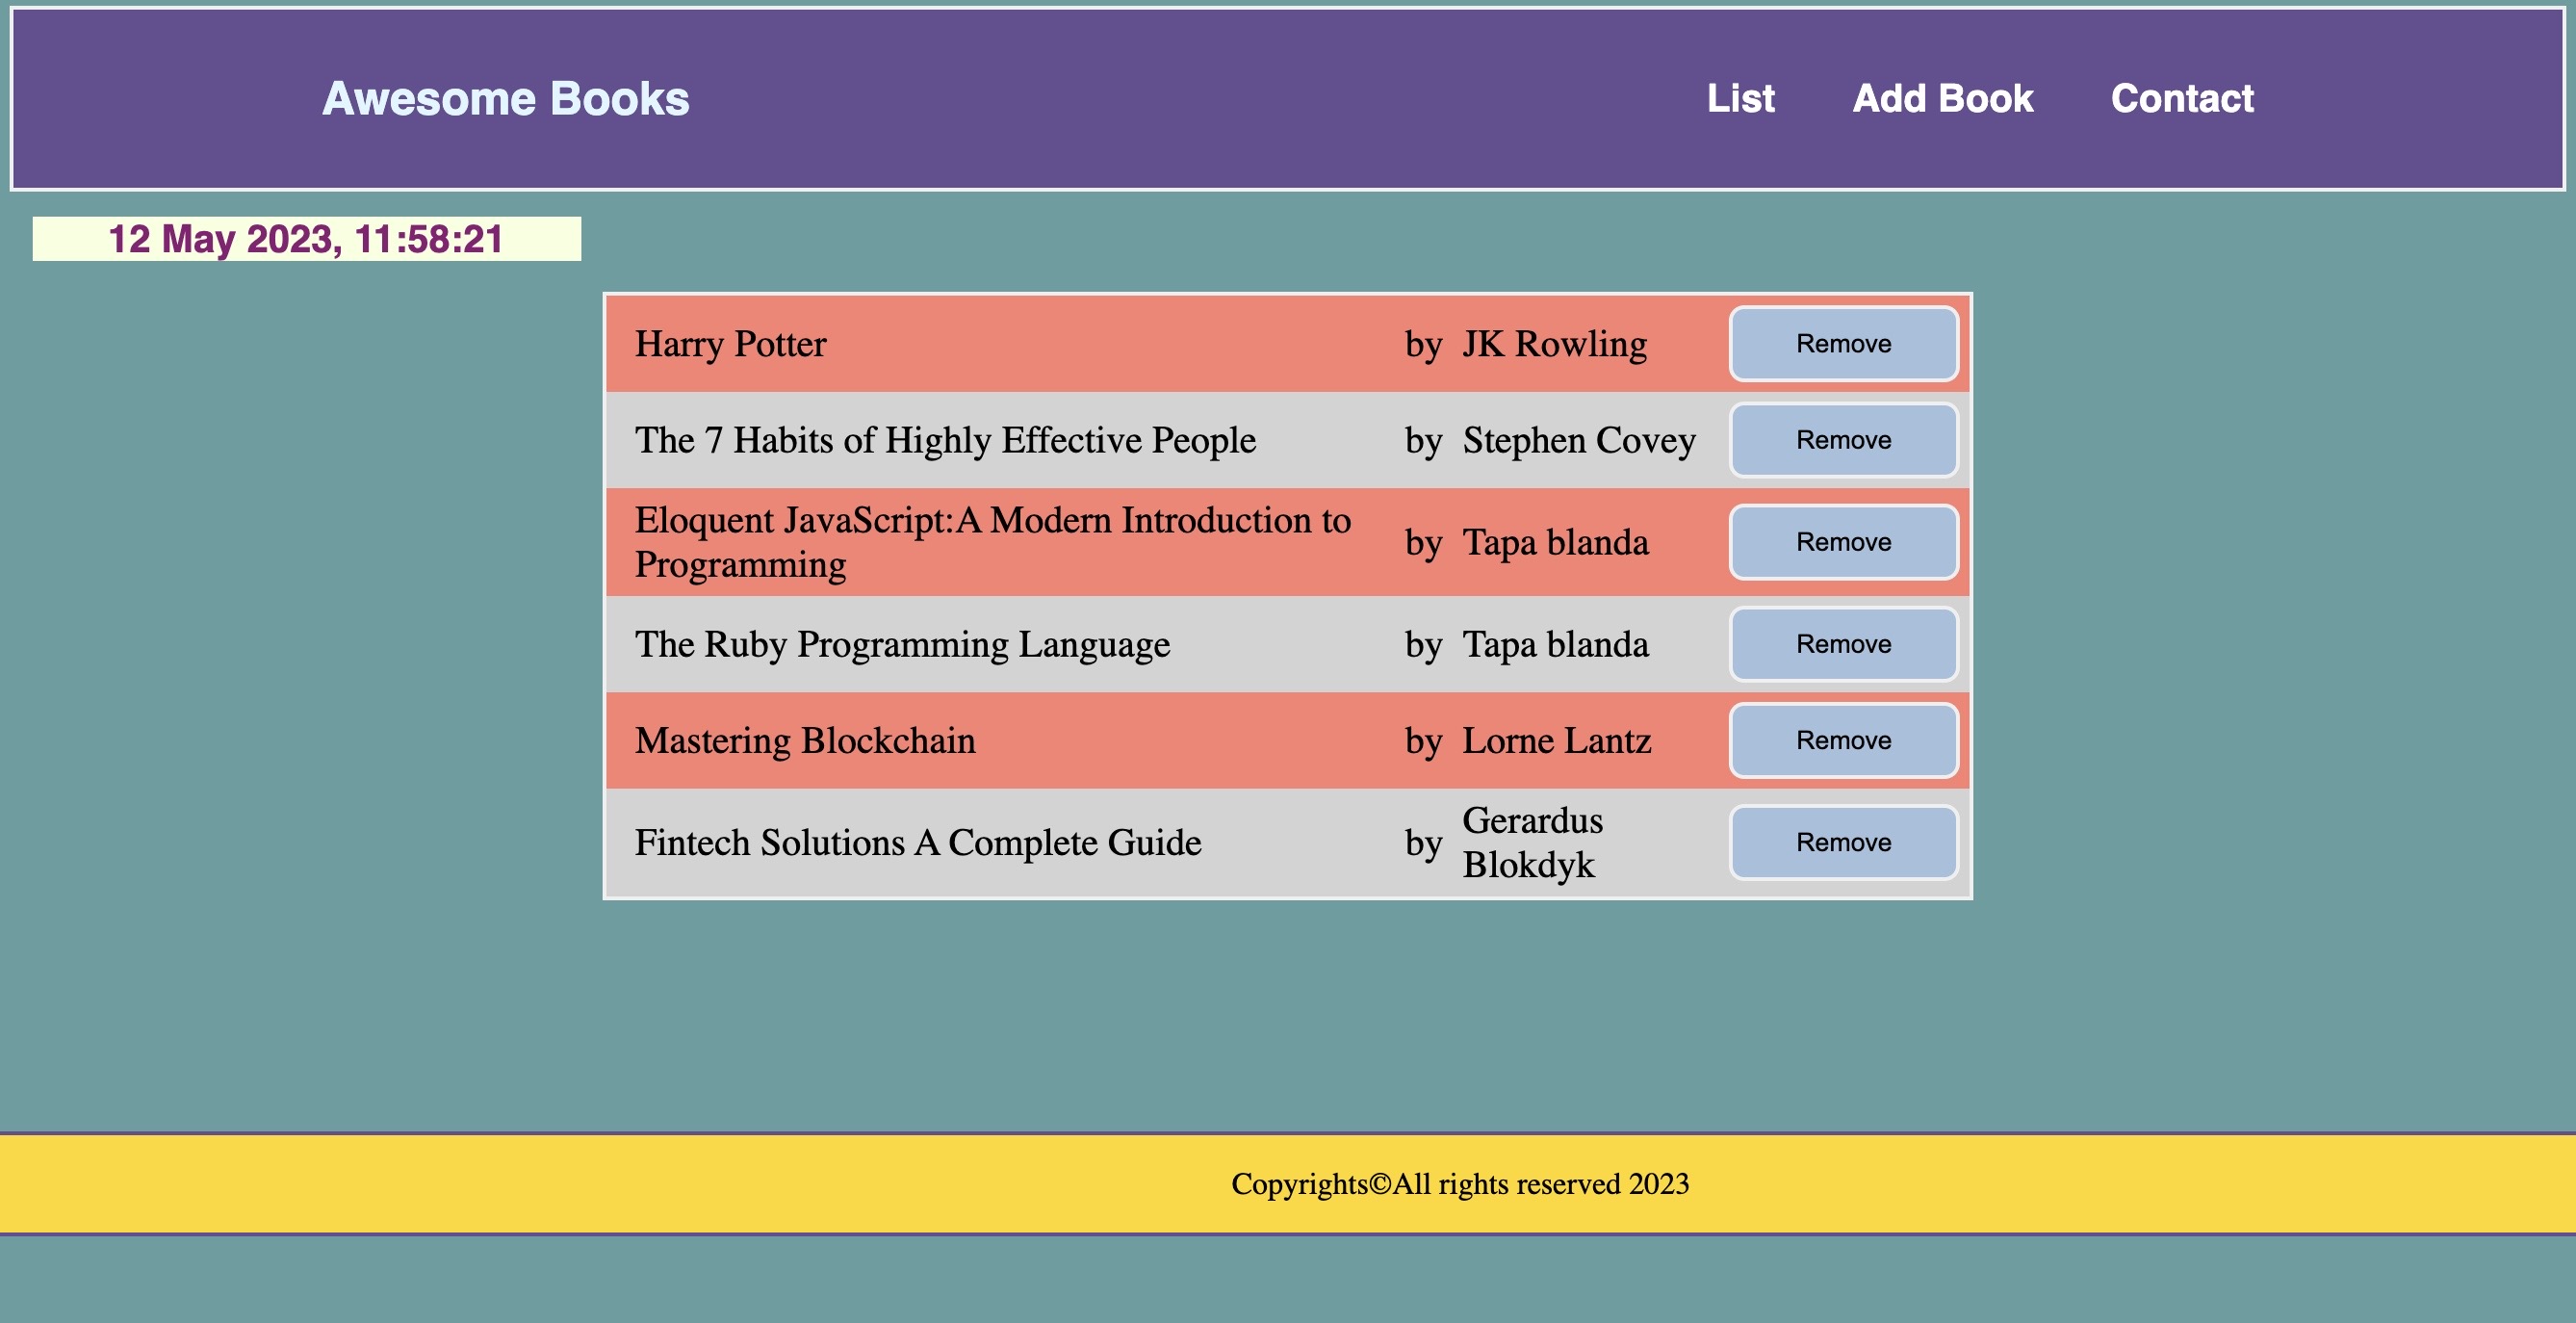 Awesome Books
List Add Book Contact
12 May 2023, 11:58:21
Harry Potter by JK Rowling Remove
The 7 Habits of Highly Effective People by Stephen Covey Remove
Eloquent JavaScript:A Modern Introduction to
Programming
by Tapa blanda Remove
The Ruby Programming Language by Tapa blanda Remove
Mastering Blockchain by Lorne Lantz Remove
Fintech Solutions A Complete Guide by
Gerardus
Blokdyk
Remove
Copyrights©All rights reserved 2023